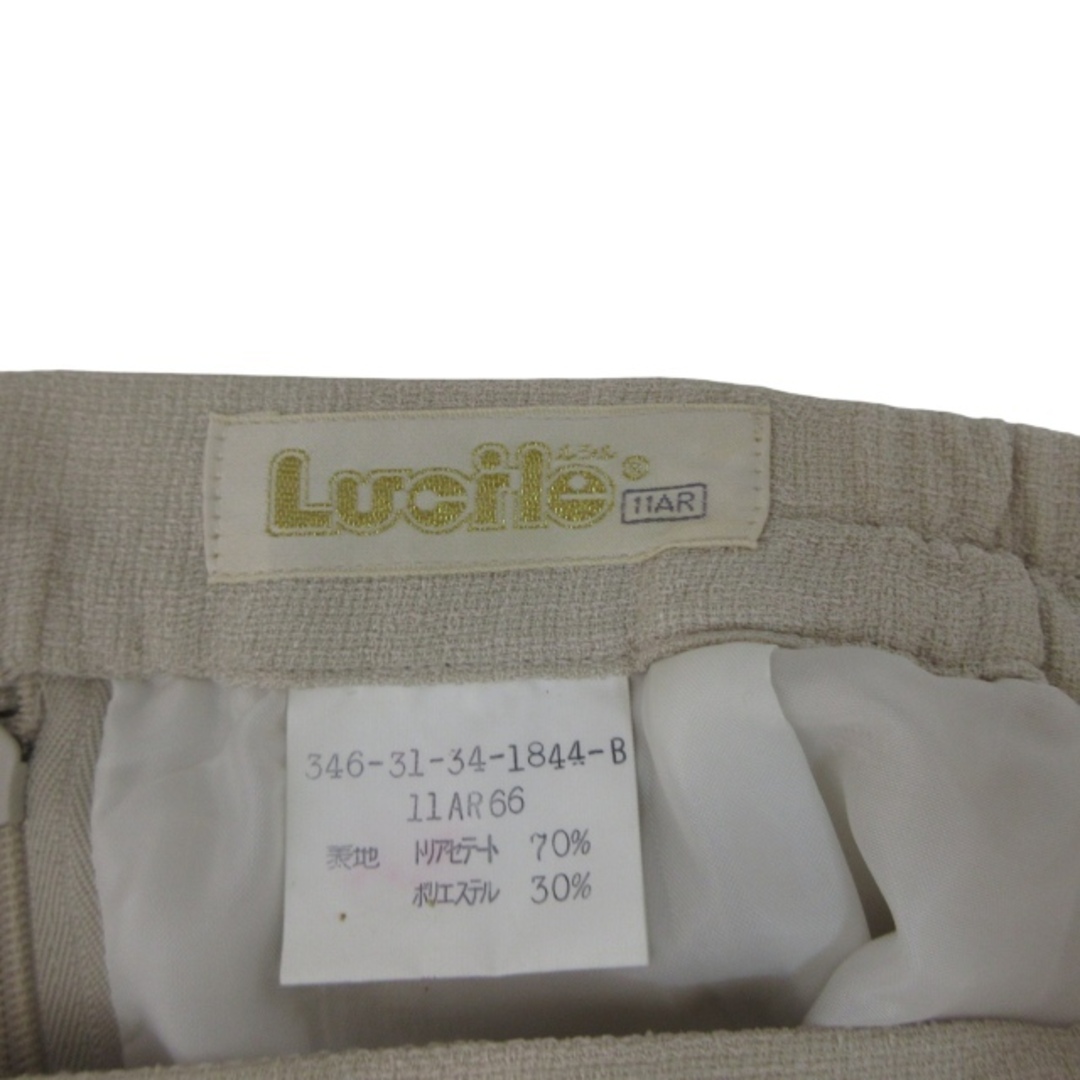 ルシル
Lucile® 11AR
346-31-34-1844-B
11AR66
表地 トリアセテート 70%
ポリエステル 30%